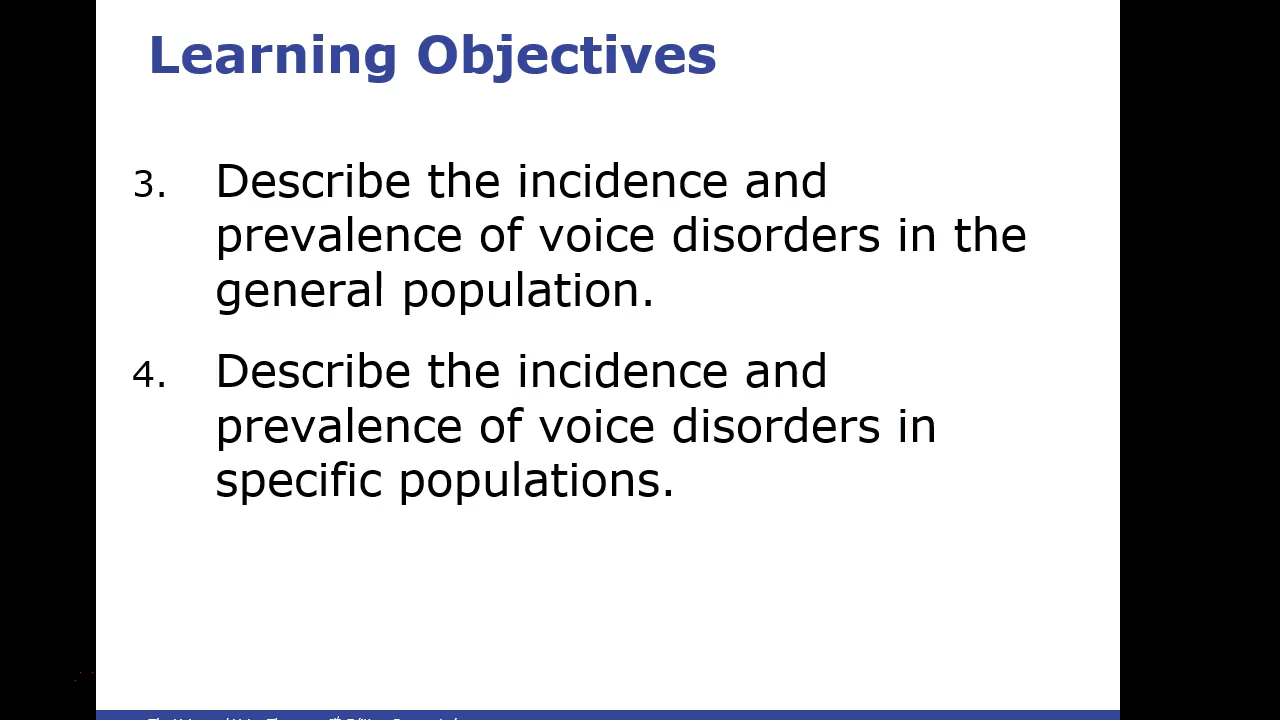 Learning Objectives
3. Describe the incidence and
prevalence of voice disorders in the
general population.
4. Describe the incidence and
prevalence of voice disorders in
specific populations.